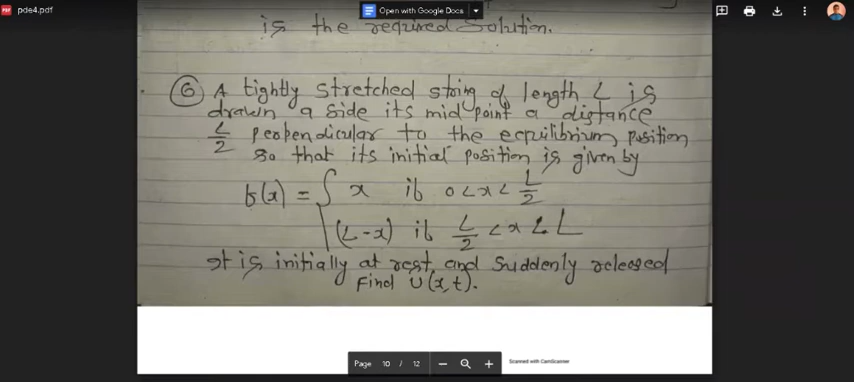 pde4.pdf
Open with Google Docs
is the required solution.
⑥ A tightly stretched string of length L is
drawn a side its mid point a distance
L/2 perpendicular to the equilibrium position
so that its initial position is given by
f(x) = { x if 0 < x < L/2
(L-x) if L/2 < x < L
It is initially at rest and suddenly released
Find U(x,t).
Page 10 / 12
Scanned with CamScanner